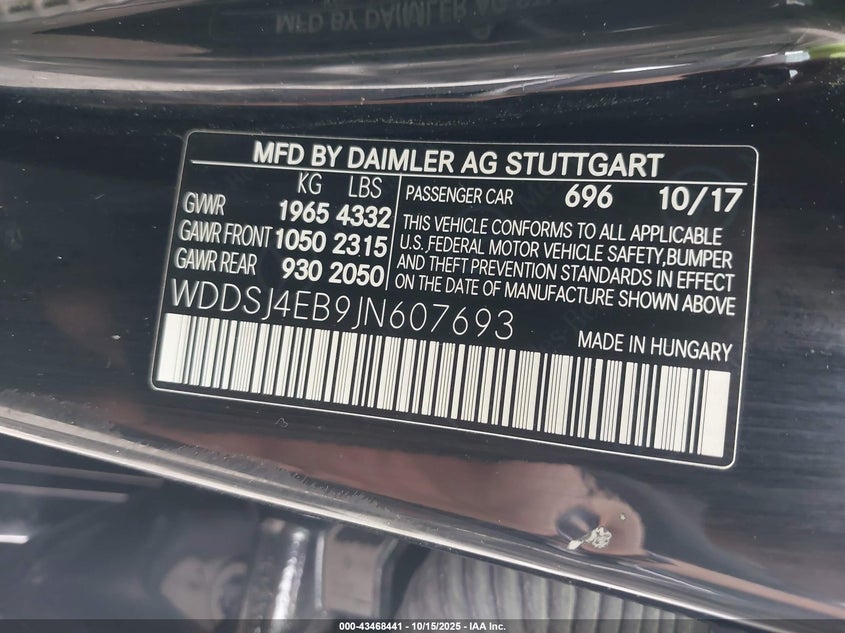 MFD BY DAIMLER AG STUTTGART
KG LBS
GVWR 1965 4332
GAWR FRONT 1050 2315
GAWR REAR 930 2050
PASSENGER CAR 696 10/17
THIS VEHICLE CONFORMS TO ALL APPLICABLE
U.S. FEDERAL MOTOR VEHICLE SAFETY, BUMPER
AND THEFT PREVENTION STANDARDS IN EFFECT
ON THE DATE OF MANUFACTURE SHOWN ABOVE
WDDSJ4EB9JN607693
MADE IN HUNGARY
000-43468441 - 10/15/2025 - IAA Inc.